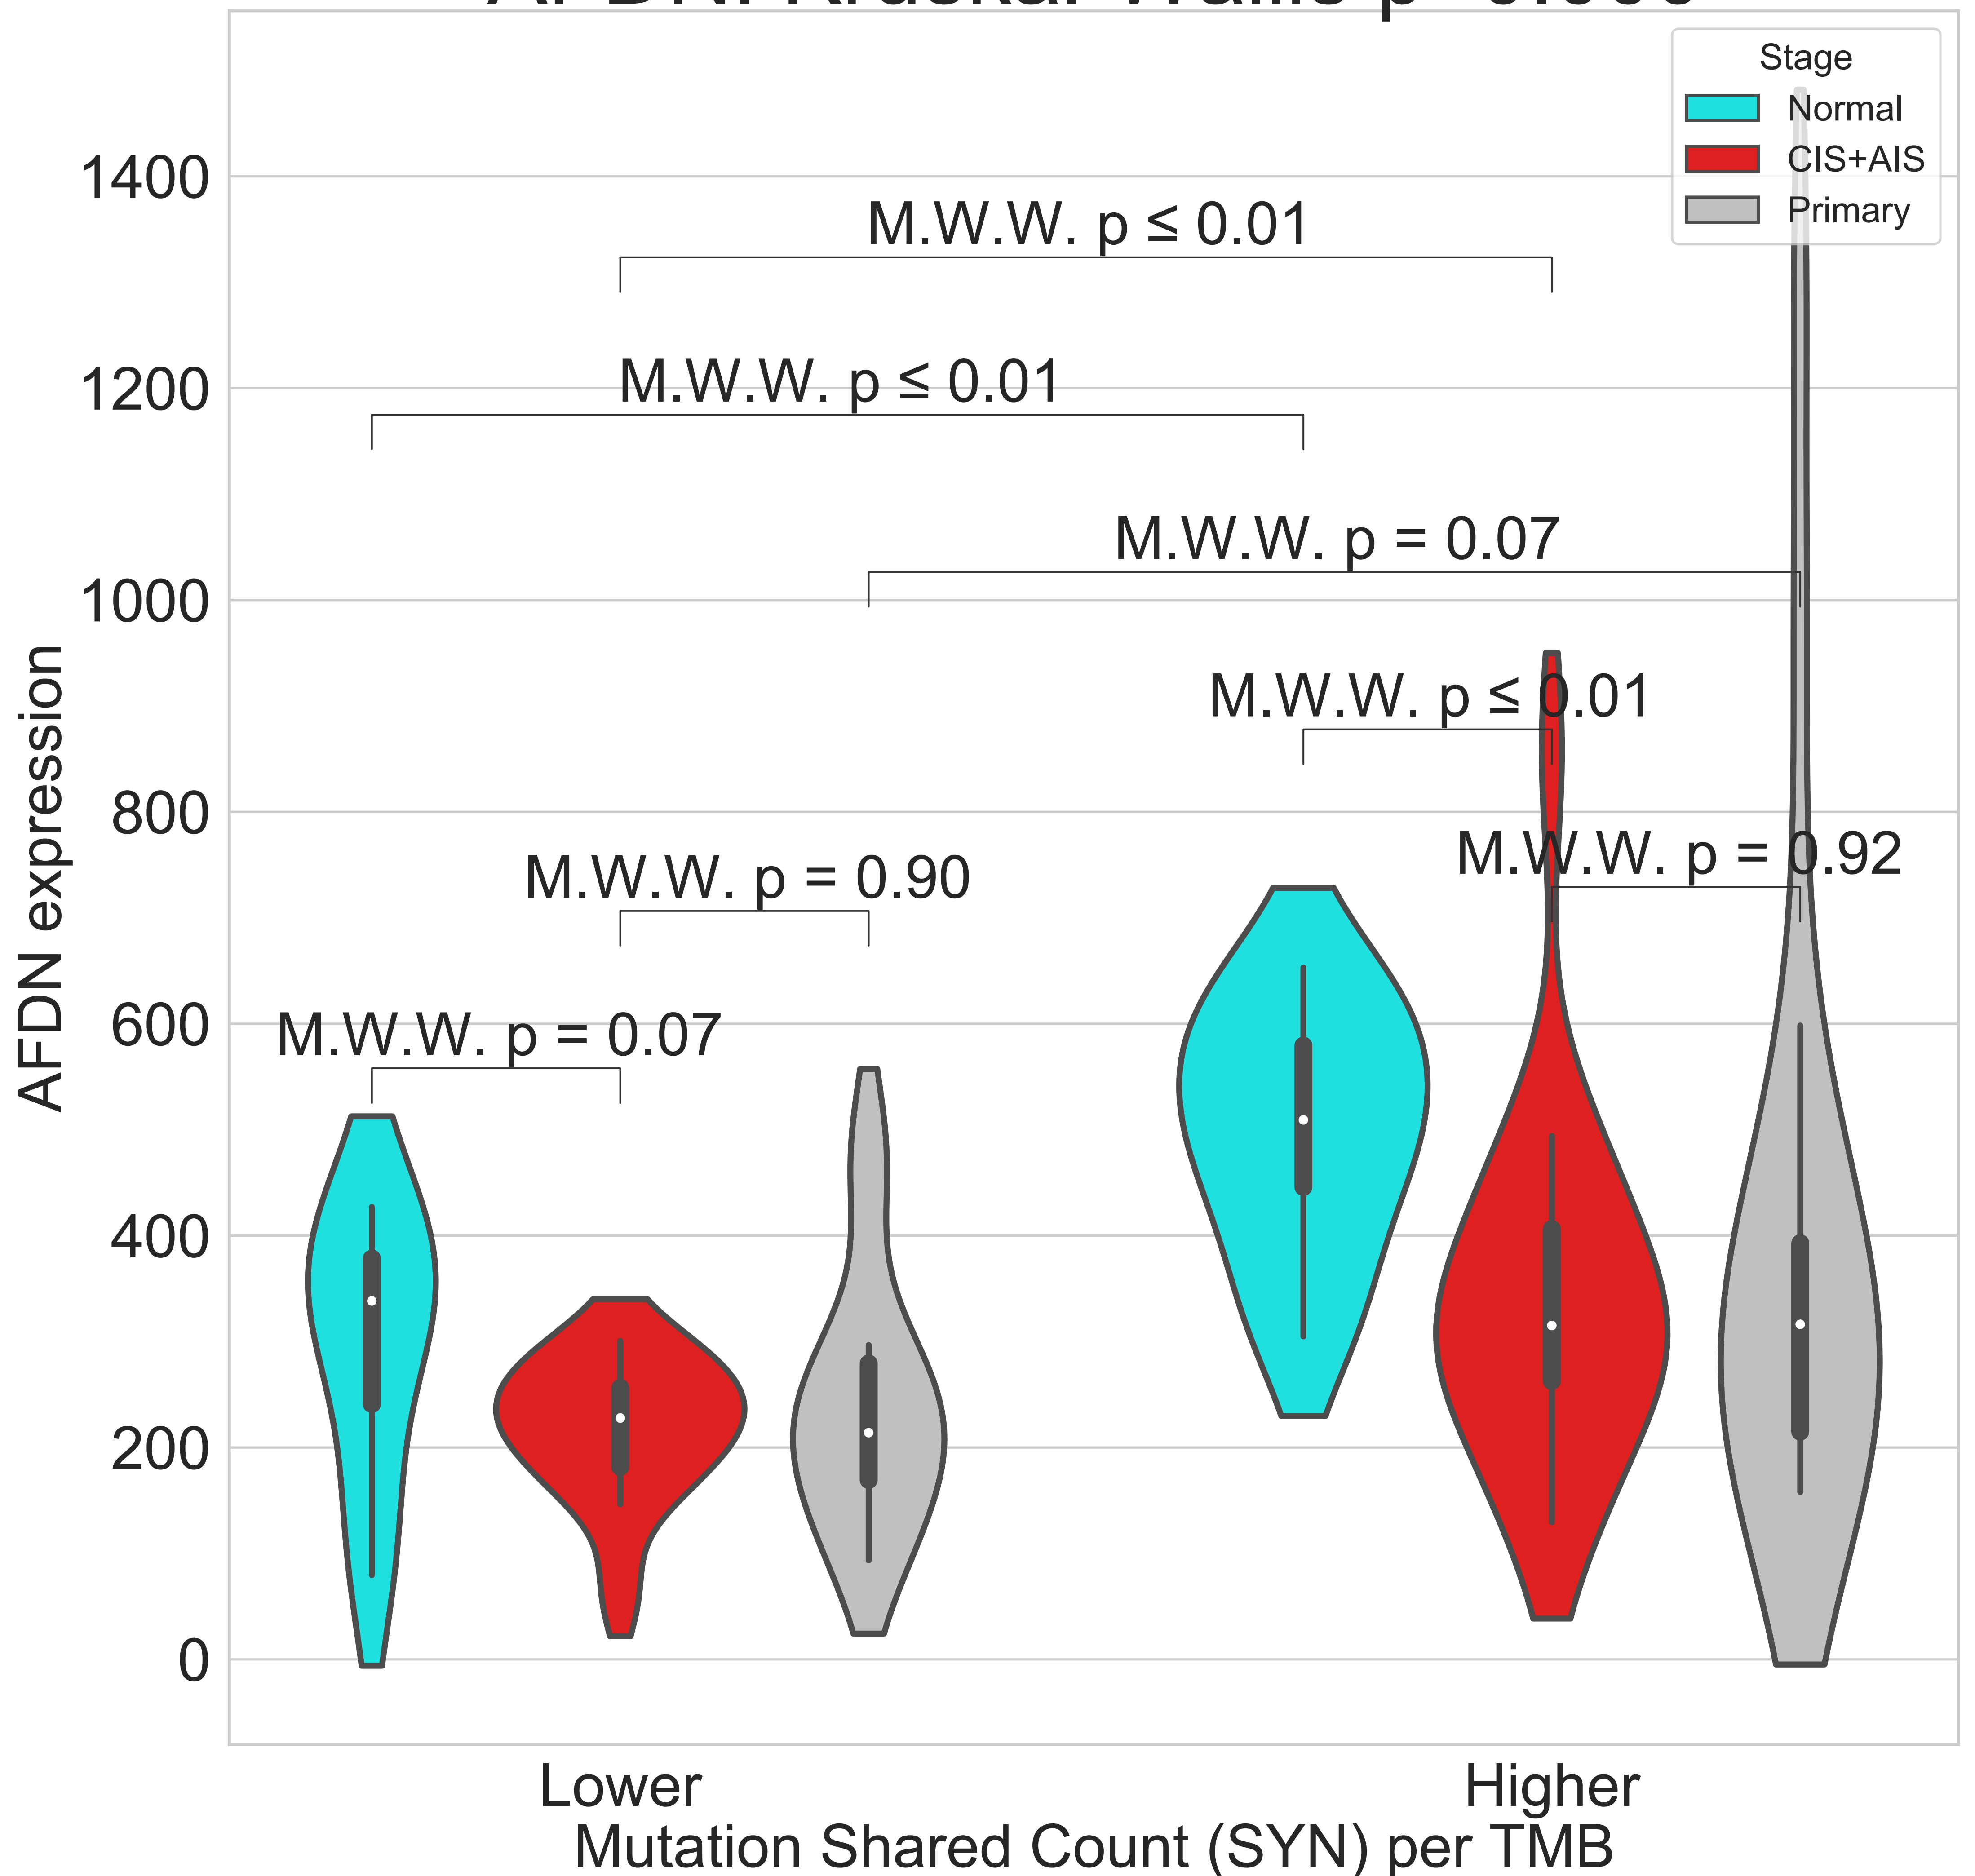 Stage
Normal
CIS+AIS
Primary
1400
1200
1000
800
600
400
200
0
AFDN expression
M.W.W. p ≤ 0.01
M.W.W. p ≤ 0.01
M.W.W. p = 0.07
M.W.W. p ≤ 0.01
M.W.W. p = 0.92
M.W.W. p = 0.90
M.W.W. p = 0.07
Lower
Higher
Mutation Shared Count (SYN) per TMB